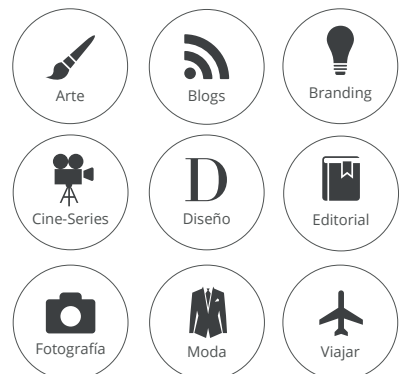 Arte
Blogs
Branding
Cine-Series
D
Diseño
Editorial
Fotografía
Moda
Viajar